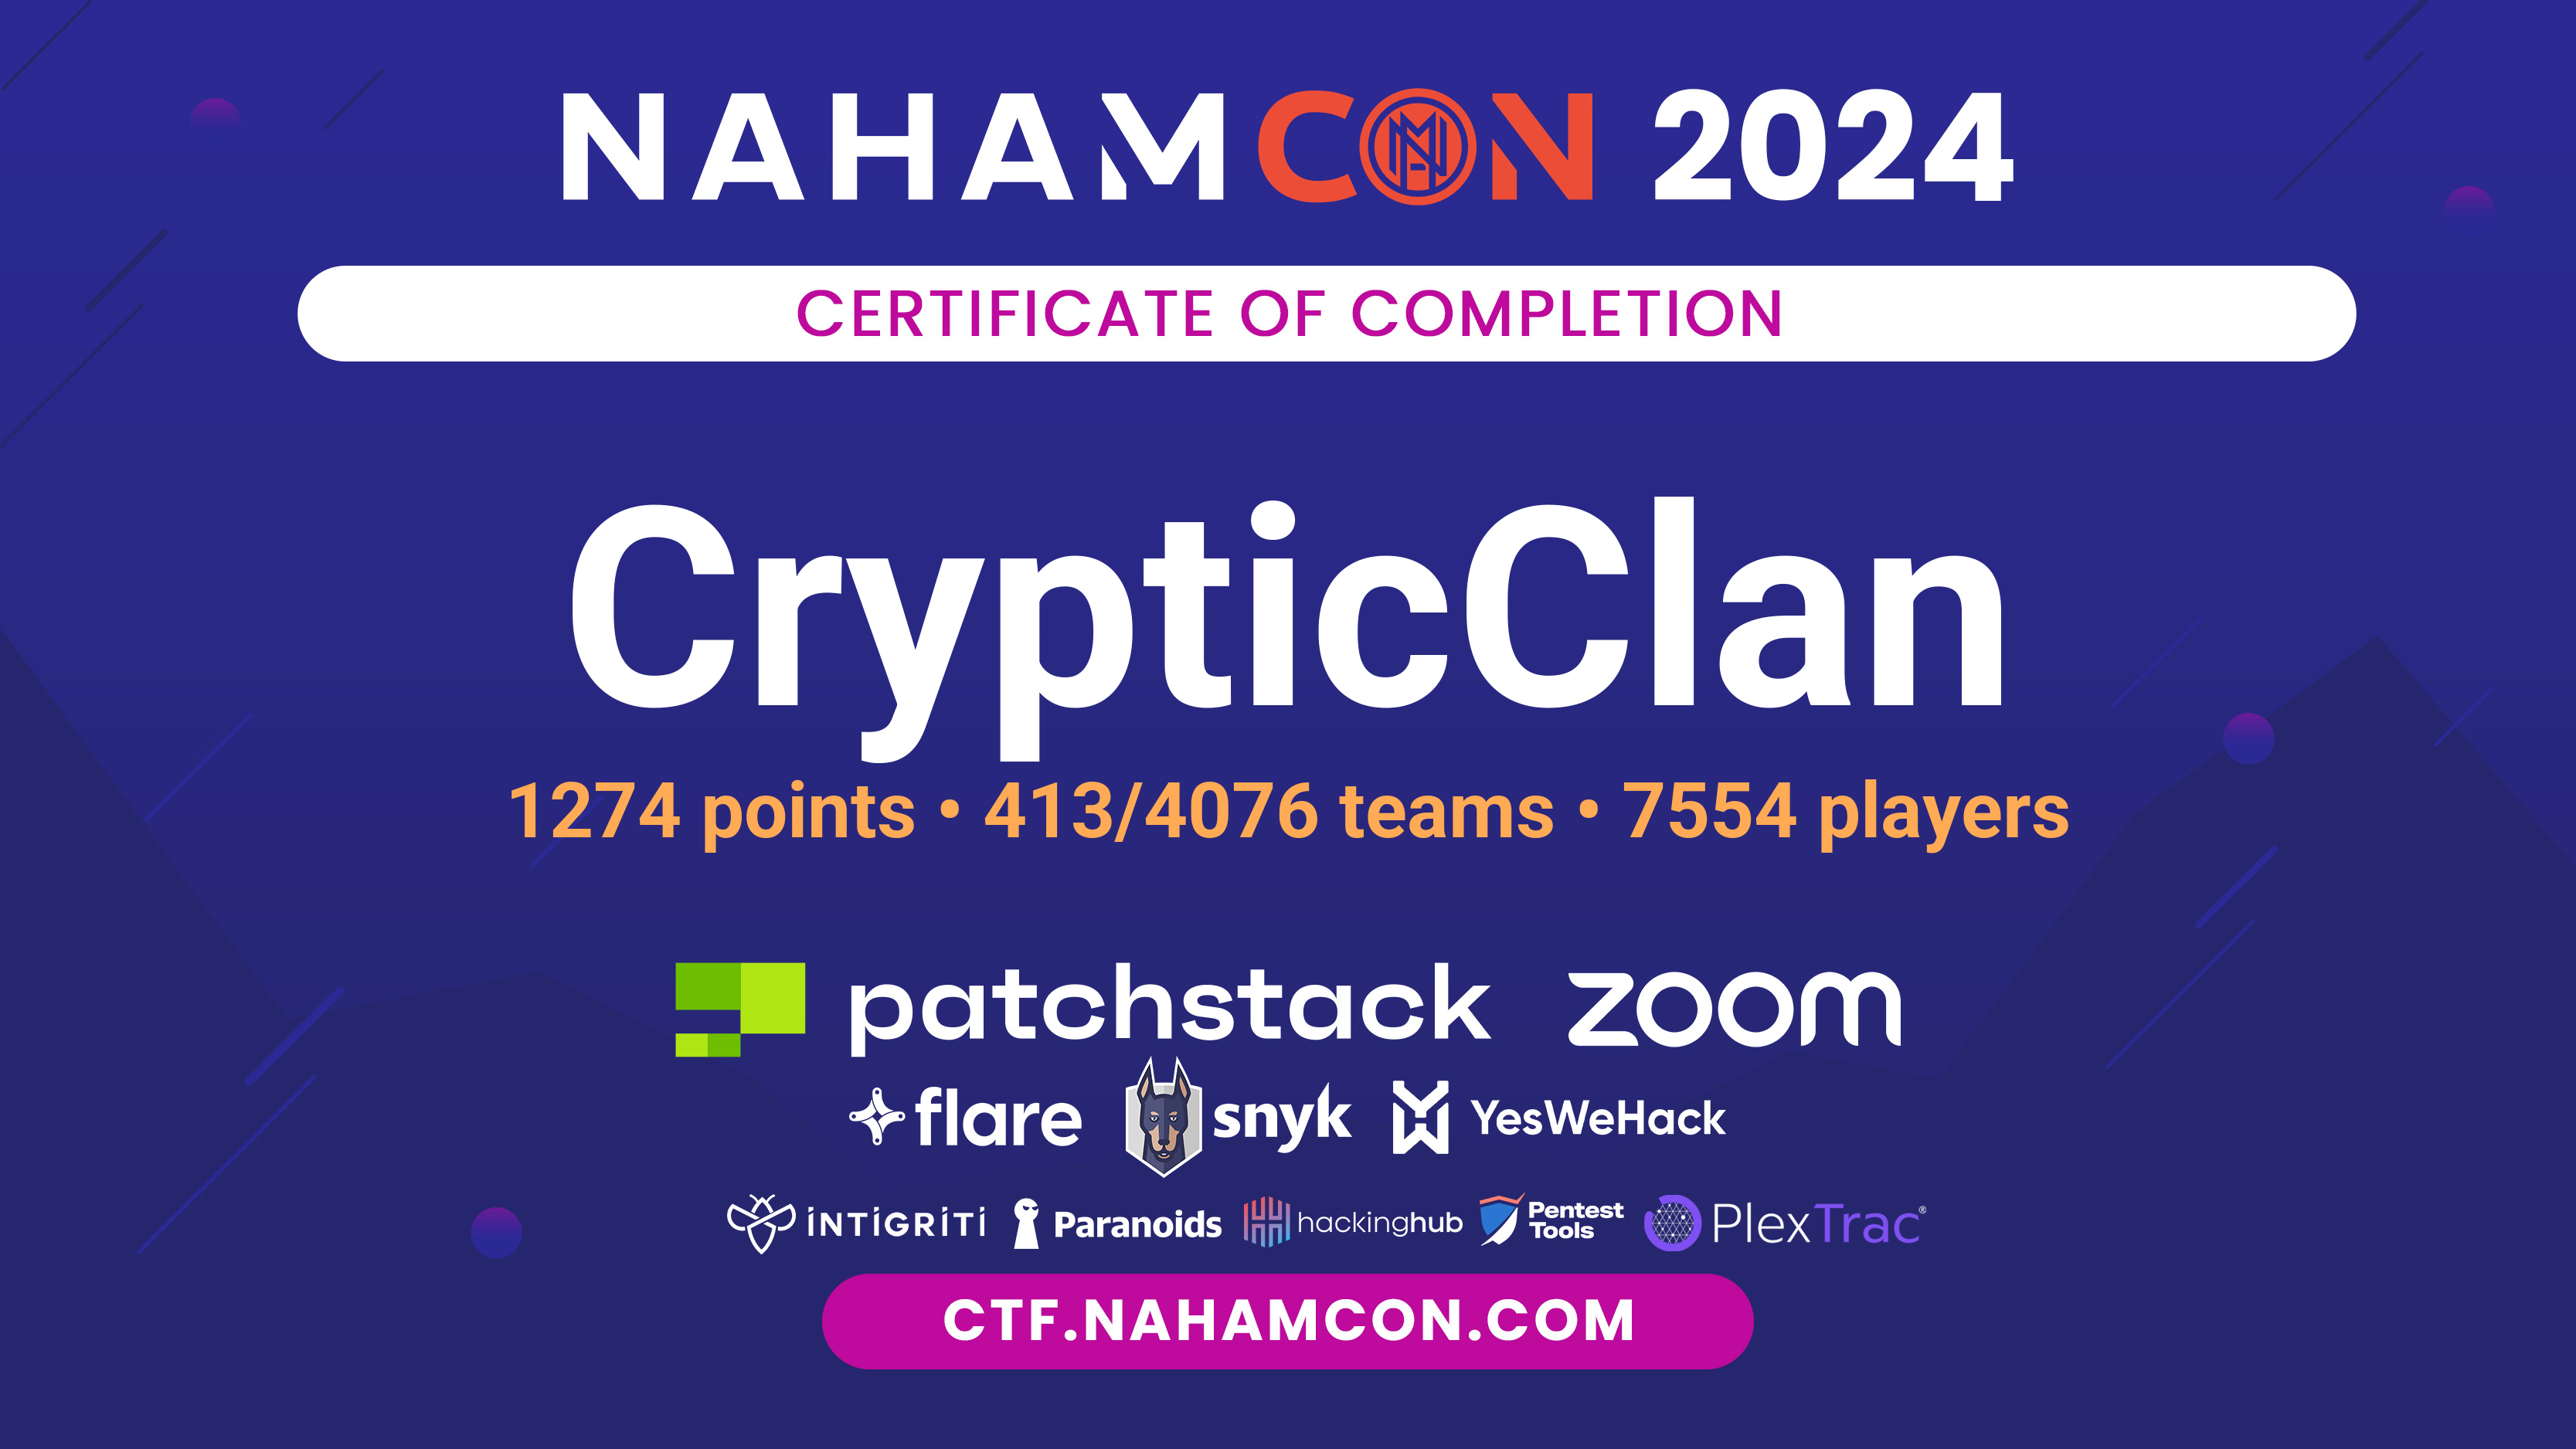 NAHAMCON 2024
CERTIFICATE OF COMPLETION
CrypticClan
1274 points • 413/4076 teams • 7554 players
patchstack zoom
flare snyk YesWeHack
INTIGRITI Paranoids hackinghub Pentest Tools PlexTrac®
CTF.NAHAMCON.COM